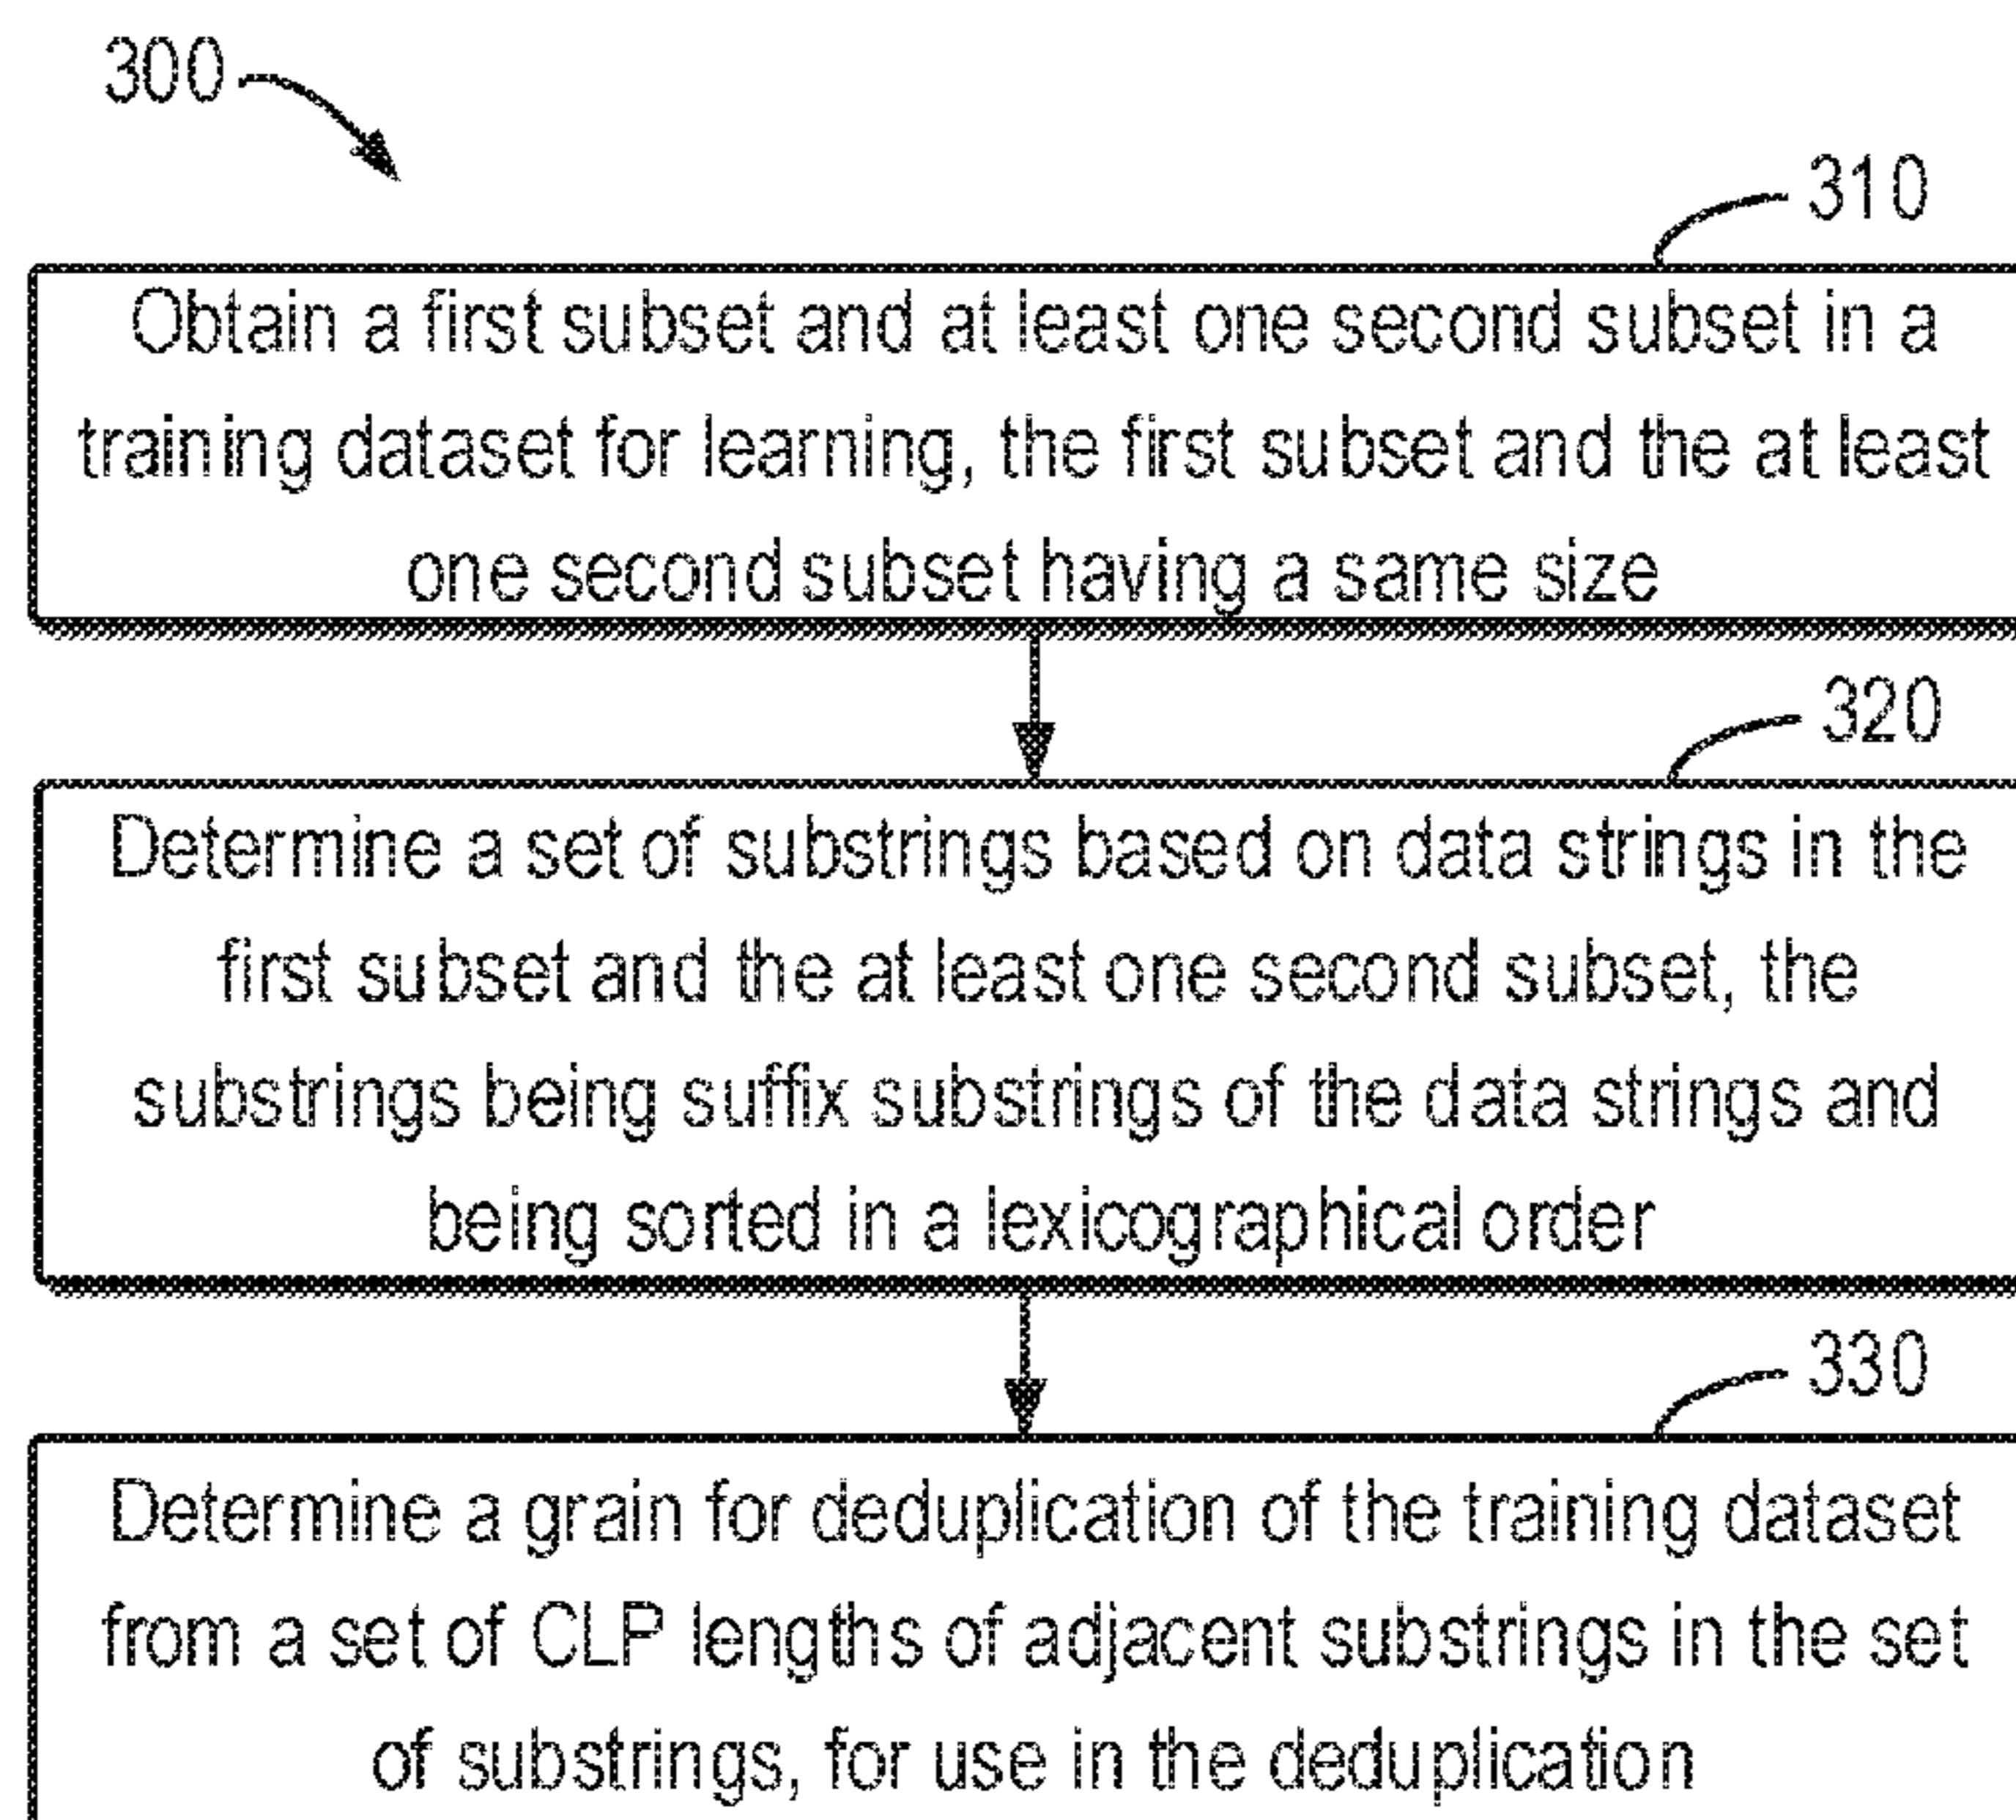 300
310
Obtain a first subset and at least one second subset in a
training dataset for learning, the first subset and the at least
one second subset having a same size
320
Determine a set of substrings based on data strings in the
first subset and the at least one second subset, the
substrings being suffix substrings of the data strings and
being sorted in a lexicographical order
330
Determine a grain for deduplication of the training dataset
from a set of CLP lengths of adjacent substrings in the set
of substrings, for use in the deduplication